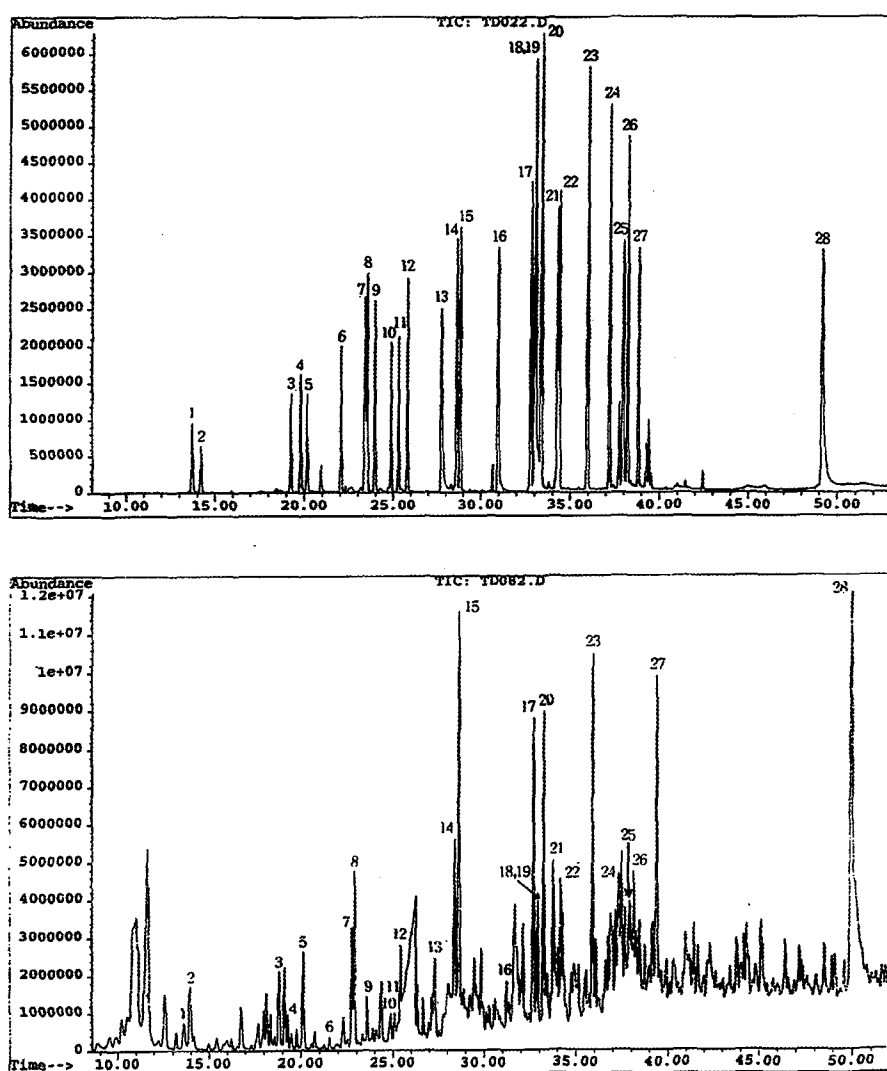 Abundance TIC: TD022.D
6000000
5500000
5000000
4500000
4000000
3500000
3000000
2500000
2000000
1500000
1000000
500000
0
Time--> 10.00 15.00 20.00 25.00 30.00 35.00 40.00 45.00 50.00
1 2 3 4 5 6 7 8 9 10 11 12 13 14 15 16 17 18,19 20 21 22 23 24 25 26 27 28
Abundance TIC: TD082.D
1.2e+07
1.1e+07
1e+07
9000000
8000000
7000000
6000000
5000000
4000000
3000000
2000000
1000000
0
Time--> 10.00 15.00 20.00 25.00 30.00 35.00 40.00 45.00 50.00
1 2 3 4 5 6 7 8 9 10 11 12 13 14 15 16 17 18,19 20 21 22 23 24 25 26 27 28